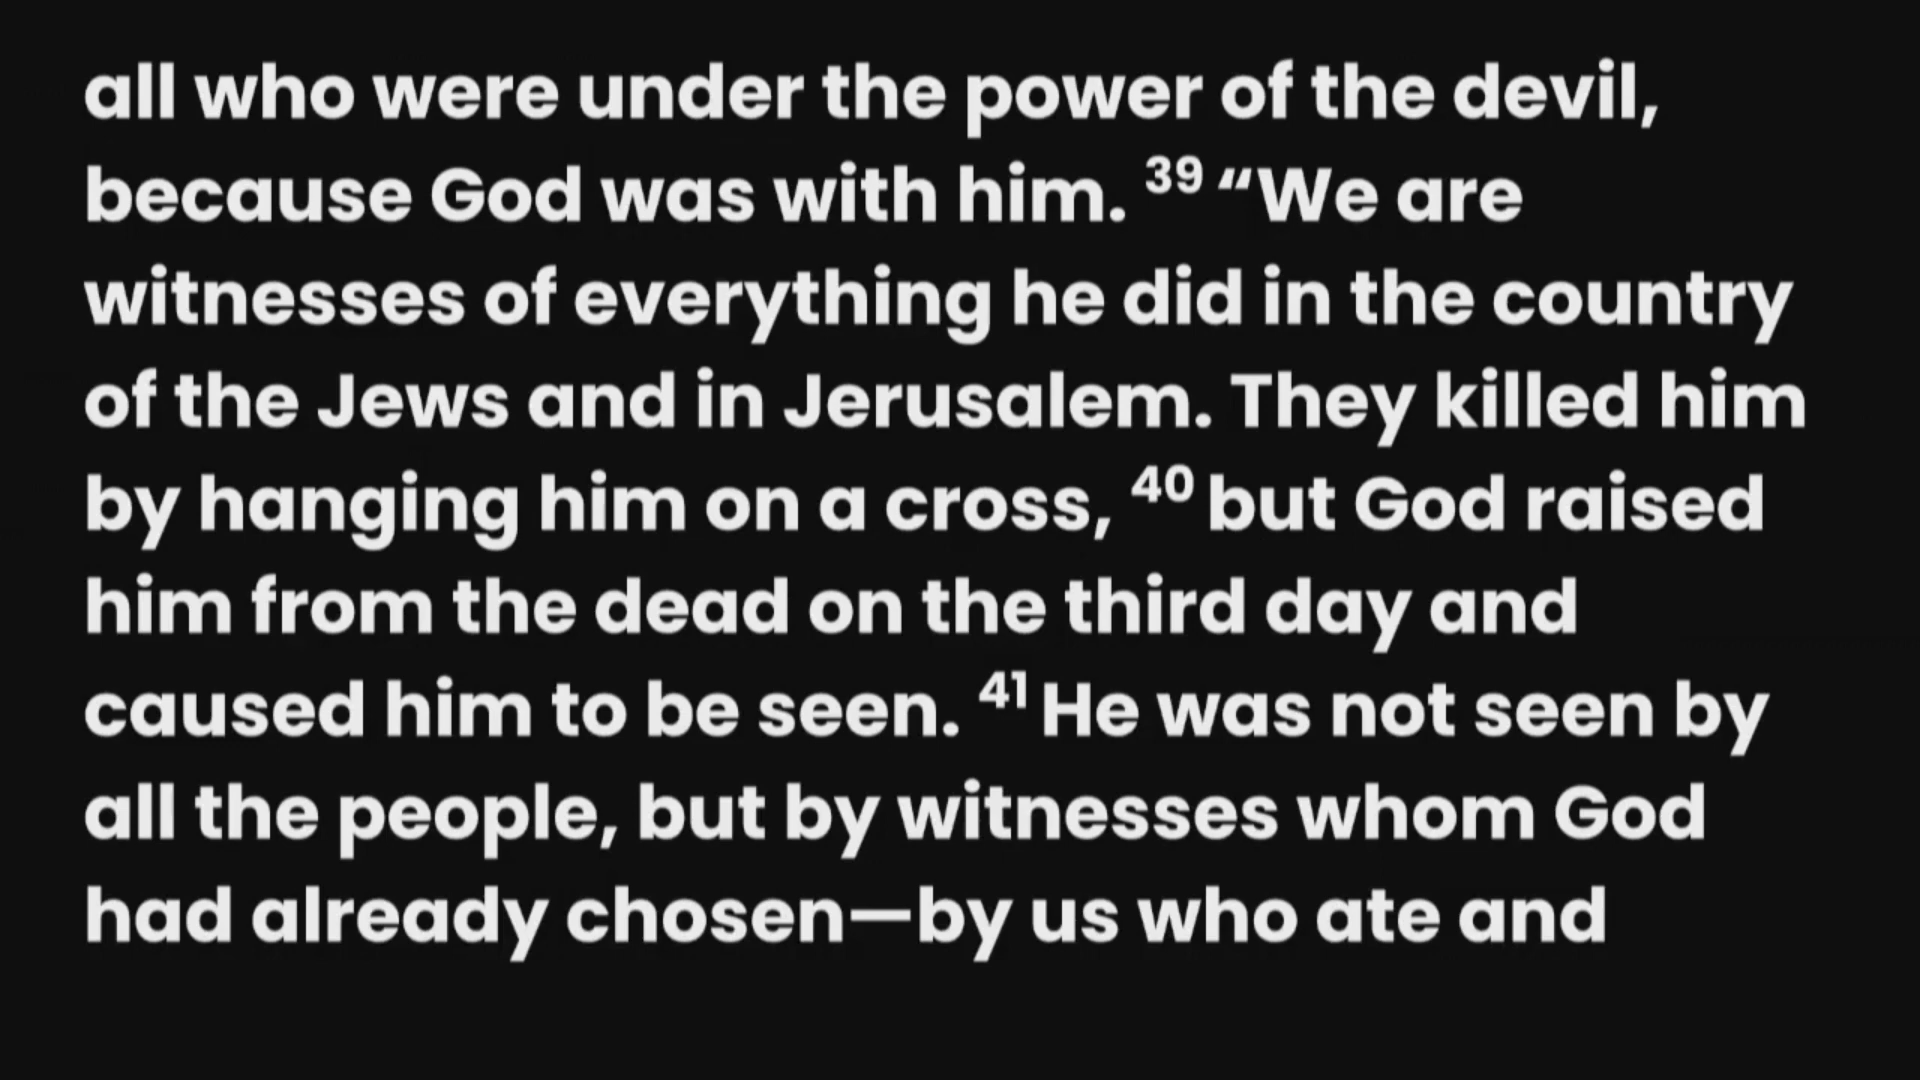 all who were under the power of the devil,
because God was with him. 39 “We are
witnesses of everything he did in the country
of the Jews and in Jerusalem. They killed him
by hanging him on a cross, 40 but God raised
him from the dead on the third day and
caused him to be seen. 41 He was not seen by
all the people, but by witnesses whom God
had already chosen—by us who ate and